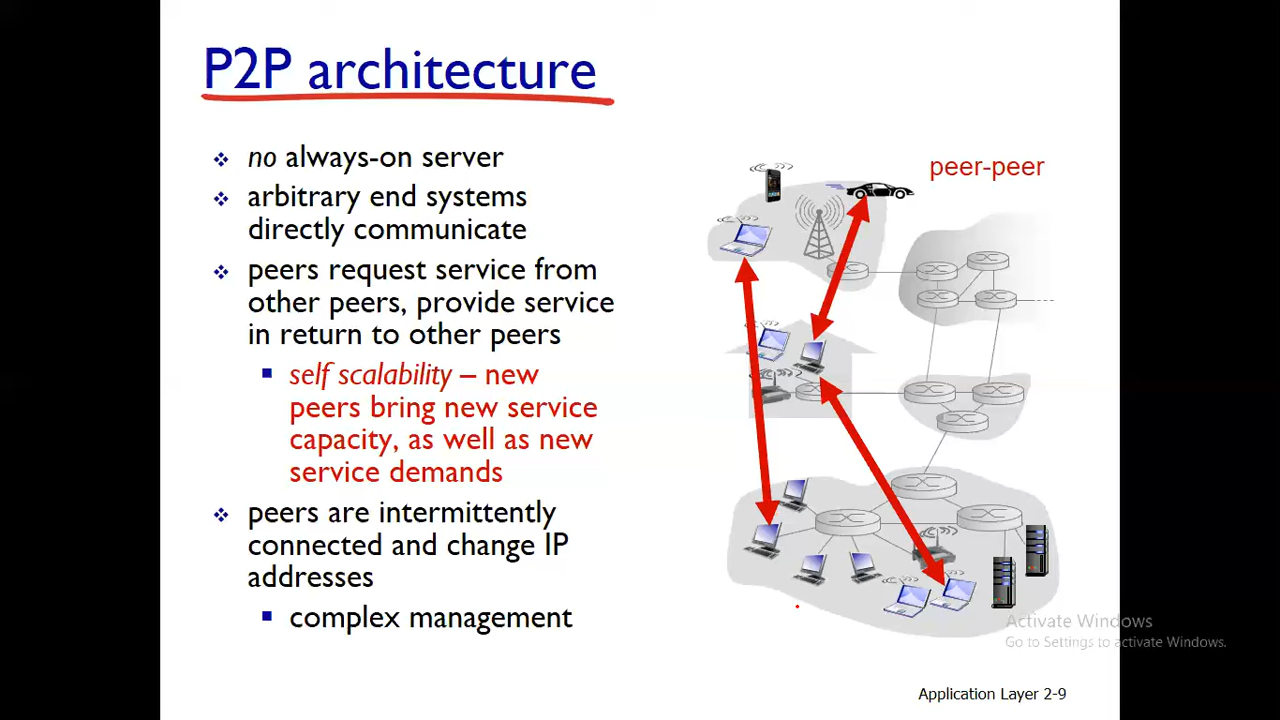 P2P architecture
no always-on server
arbitrary end systems
directly communicate
peers request service from
other peers, provide service
in return to other peers
self scalability – new
peers bring new service
capacity, as well as new
service demands
peers are intermittently
connected and change IP
addresses
complex management
peer-peer
Activate Windows
Go to Settings to activate Windows.
Application Layer 2-9